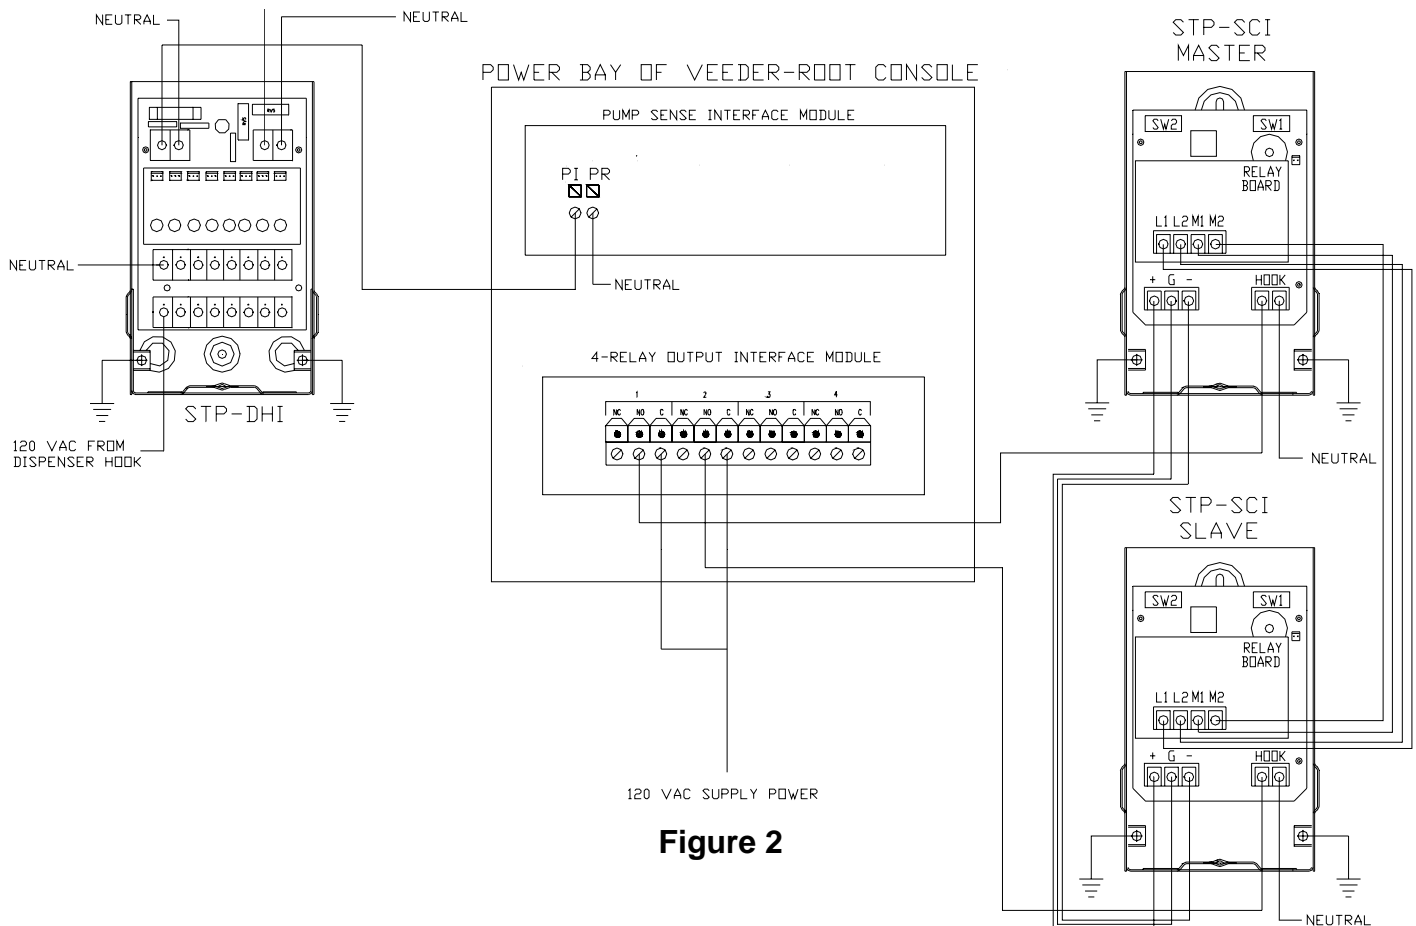 NEUTRAL
NEUTRAL
STP-SCI
MASTER
POWER BAY OF VEEDER-ROOT CONSOLE
PUMP SENSE INTERFACE MODULE
SW2 SW1
RELAY
BOARD
PI PR
L1 L2 M1 M2
NEUTRAL
NEUTRAL
+ G - HOOK
4-RELAY OUTPUT INTERFACE MODULE
1 2 3 4
NC NO C NC NO C NC NO C NC NO C
STP-DHI
120 VAC FROM
DISPENSER HOOK
NEUTRAL
STP-SCI
SLAVE
SW2 SW1
RELAY
BOARD
L1 L2 M1 M2
+ G - HOOK
120 VAC SUPPLY POWER
Figure 2
NEUTRAL